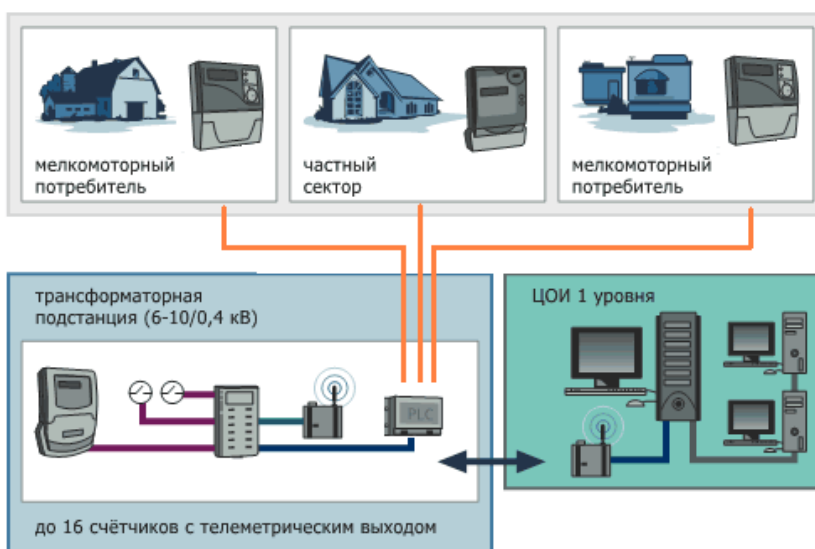 мелкомоторный
потребитель
частный
сектор
мелкомоторный
потребитель
трансформаторная
подстанция (6-10/0,4 кВ)
PLC
до 16 счётчиков с телеметрическим выходом
ЦОИ 1 уровня